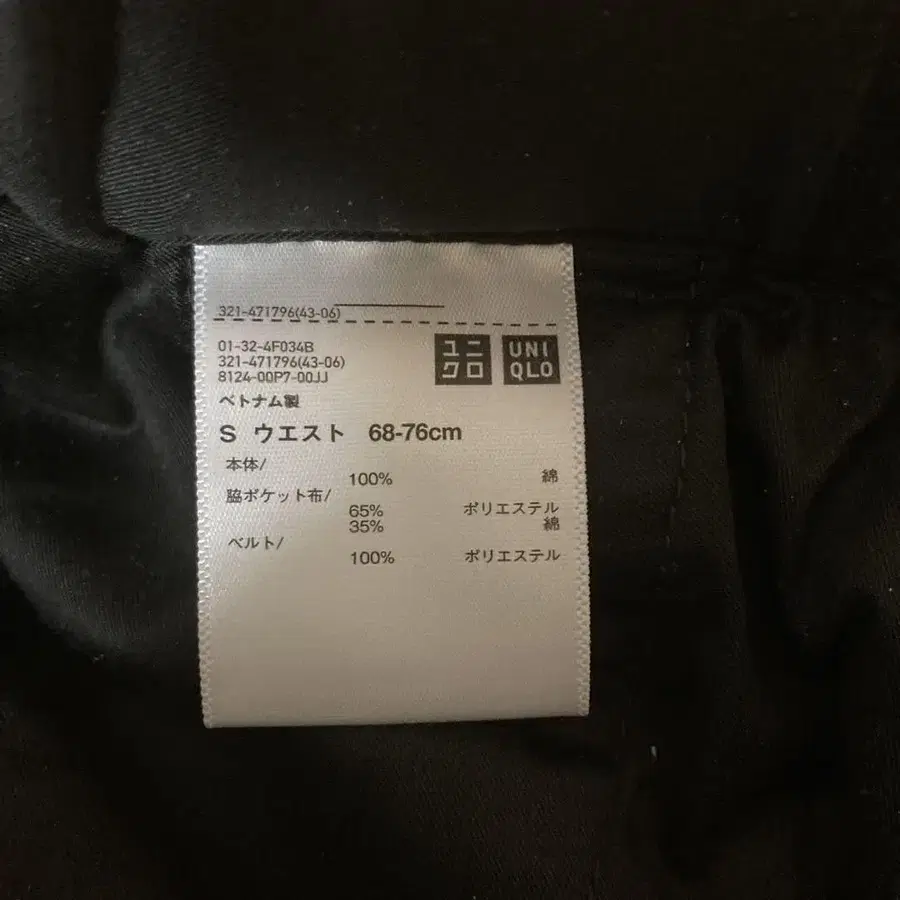 321-471796(43-06)
01-32-4F034B
321-471796(43-06)
8124-00P7-00JJ
ユニ
クロ
UNI
QLO
ベトナム製
S ウエスト 68-76cm
本体/
100% 綿
脇ポケット布/
65% ポリエステル
35% 綿
ベルト/
100% ポリエステル